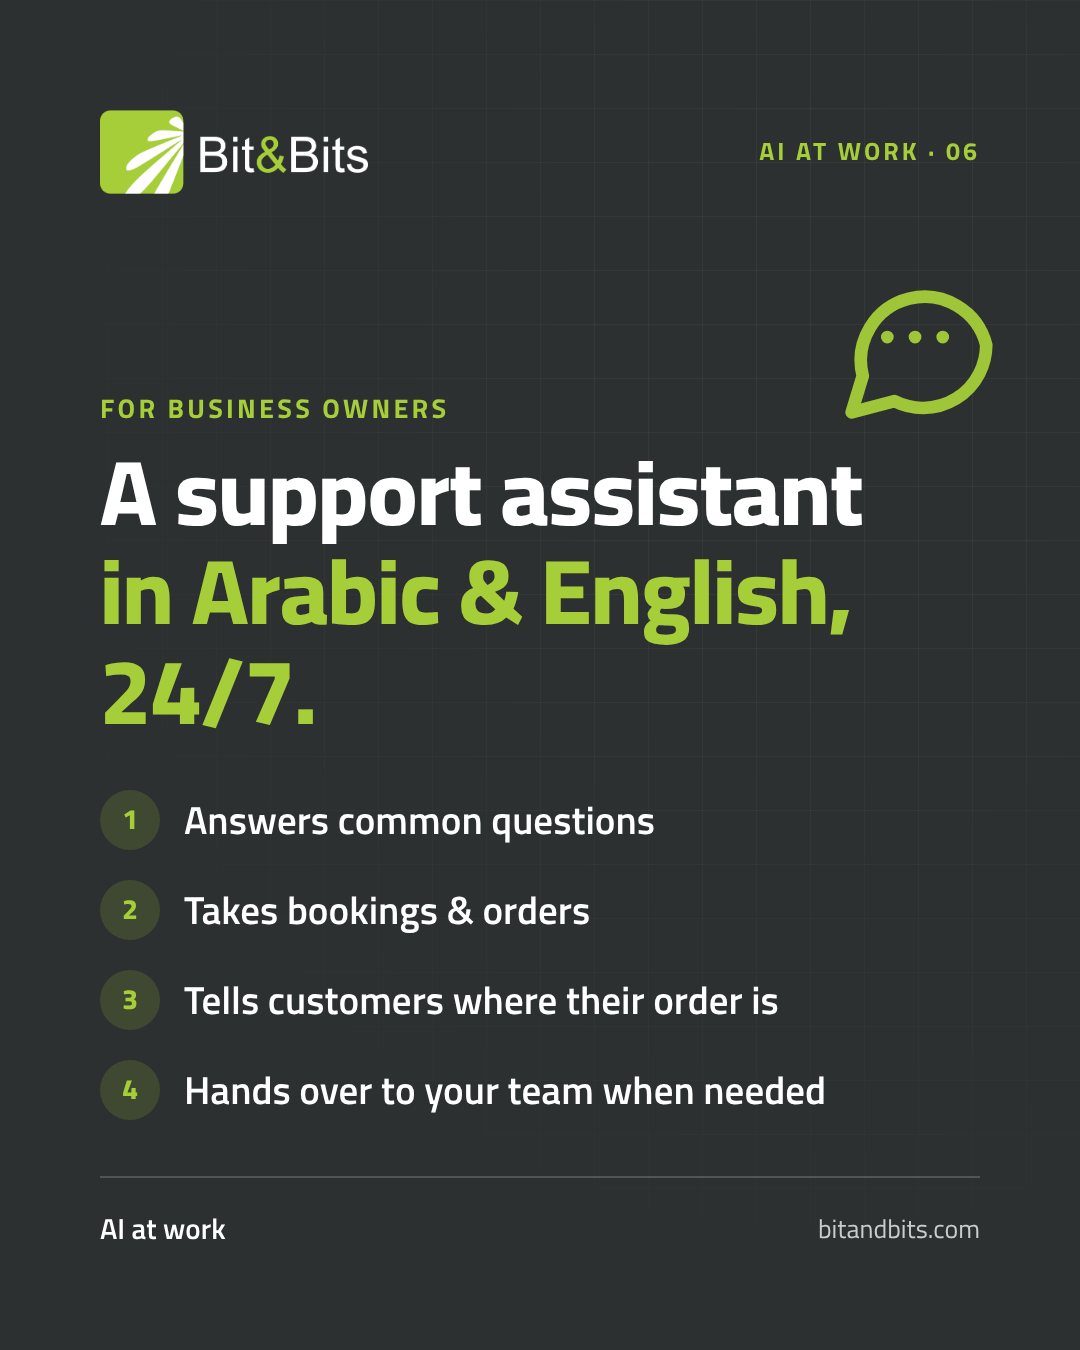 Bit&Bits
AI AT WORK · 06
FOR BUSINESS OWNERS
A support assistant
in Arabic & English,
24/7.
1 Answers common questions
2 Takes bookings & orders
3 Tells customers where their order is
4 Hands over to your team when needed
AI at work
bitandbits.com